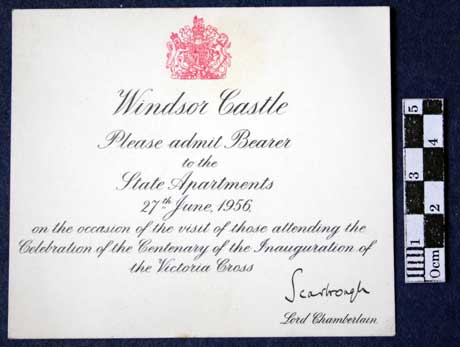 Windsor Castle
Please admit Bearer
to the
State Apartments
27th June, 1956.
on the occasion of the visit of those attending the
Celebration of the Centenary of the Inauguration of
the Victoria Cross
Scarbrough
Lord Chamberlain
5
4
3
2
1
0cm